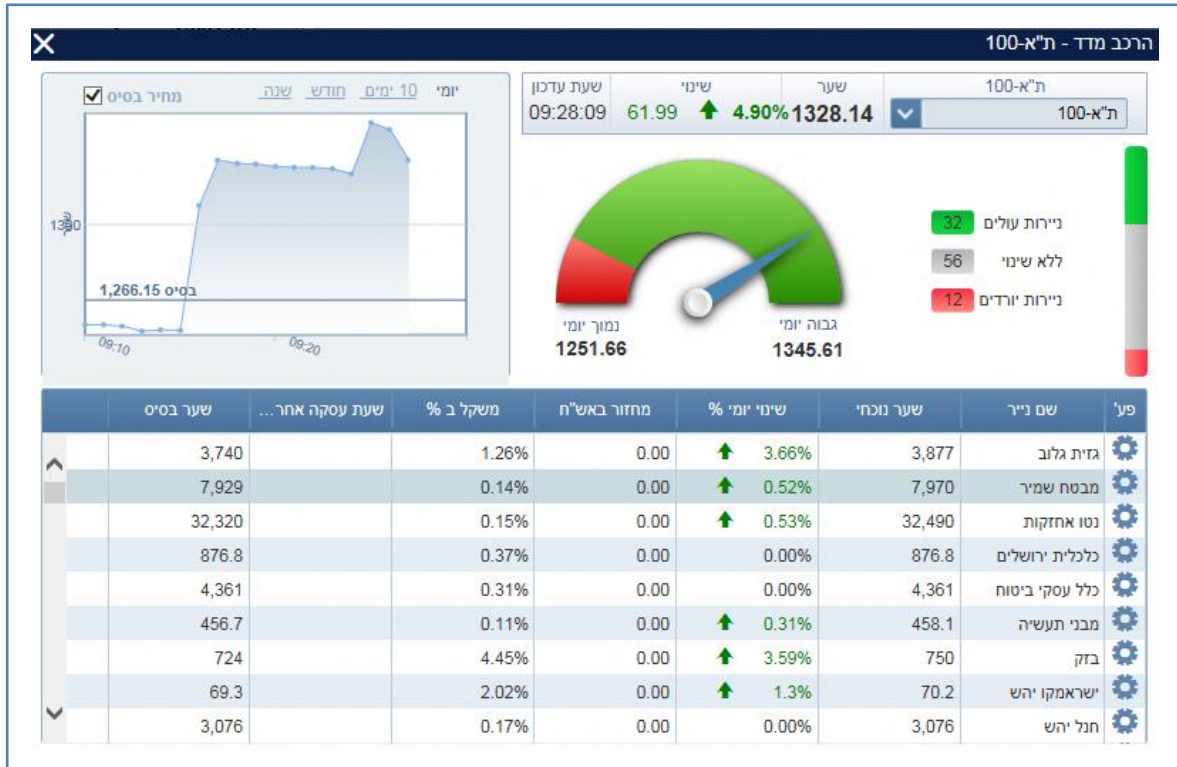 הרכב מדד - ת"א-100
ת"א-100 שער שינוי שעת עדכון
ת"א-100 1328.14 4.90% 61.99 09:28:09
ניירות עולים 32
ללא שינוי 56
ניירות יורדים 12
גבוה יומי נמוך יומי
1345.61 1251.66
יומי 10 ימים חודש שנה מחיר בסיס
שער
1300
בסיס 1,266.15
09:10 09:20
פע' שם נייר שער נוכחי שינוי יומי % מחזור באש"ח משקל ב % שעת עסקה אחר... שער בסיס
גזית גלוב 3,877 3.66% 0.00 1.26% 3,740
מבטח שמיר 7,970 0.52% 0.00 0.14% 7,929
נטו אחזקות 32,490 0.53% 0.00 0.15% 32,320
כלכלית ירושלים 876.8 0.00% 0.00 0.37% 876.8
כלל עסקי ביטוח 4,361 0.00% 0.00 0.31% 4,361
מבני תעשיה 458.1 0.31% 0.00 0.11% 456.7
בזק 750 3.59% 0.00 4.45% 724
ישראמקו יהש 70.2 1.3% 0.00 2.02% 69.3
חנל יהש 3,076 0.00% 0.00 0.17% 3,076